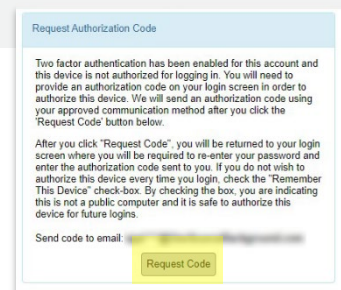 Request Authorization Code
Two factor authentication has been enabled for this account and
this device is not authorized for logging in. You will need to
provide an authorization code on your login screen in order to
authorize this device. We will send an authorization code using
your approved communication method after you click the
'Request Code' button below.
After you click "Request Code", you will be returned to your login
screen where you will be required to re-enter your password and
enter the authorization code sent to you. If you do not wish to
authorize this device every time you login, check the "Remember
This Device" check-box. By checking the box, you are indicating
this is not a public computer and it is safe to authorize this
device for future logins.
Send code to email:
Request Code